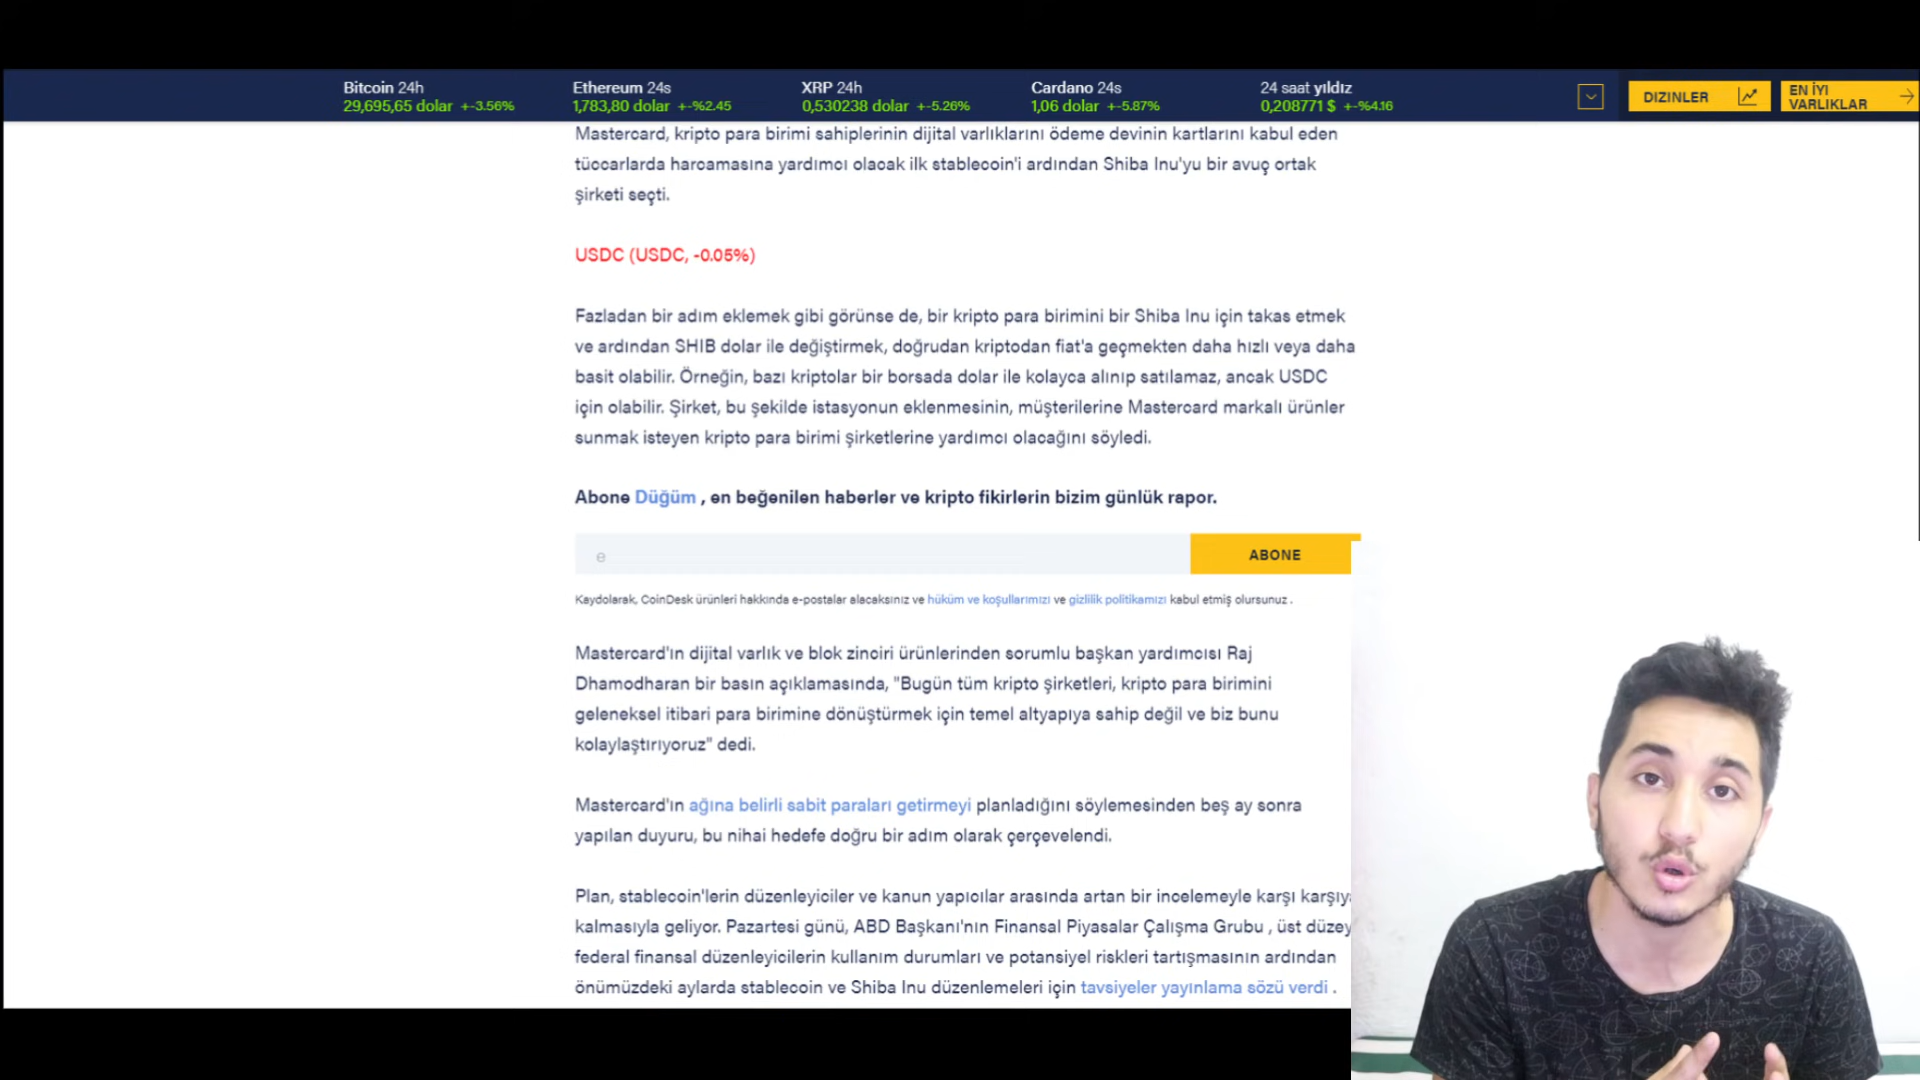 Bitcoin 24h
29,695,65 dolar +-3.56%
Ethereum 24s
1,783,80 dolar +-%2.45
XRP 24h
0,530238 dolar +-5.26%
Cardano 24s
1,06 dolar +-5.87%
24 saat yıldız
0,208771 $ +-%4.16
DIZINLER
EN İYI
VARLIKLAR
Mastercard, kripto para birimi sahiplerinin dijital varlıklarını ödeme devinin kartlarını kabul eden
tüccarlarda harcamasına yardımcı olacak ilk stablecoin'i ardından Shiba Inu'yu bir avuç ortak
şirketi seçti.
USDC (USDC, -0.05%)
Fazladan bir adım eklemek gibi görünse de, bir kripto para birimini bir Shiba Inu için takas etmek
ve ardından SHIB dolar ile değiştirmek, doğrudan kriptodan fiat'a geçmekten daha hızlı veya daha
basit olabilir. Örneğin, bazı kriptolar bir borsada dolar ile kolayca alınıp satılamaz, ancak USDC
için olabilir. Şirket, bu şekilde istasyonun eklenmesinin, müşterilerine Mastercard markalı ürünler
sunmak isteyen kripto para birimi şirketlerine yardımcı olacağını söyledi.
Abone Düğüm , en beğenilen haberler ve kripto fikirlerin bizim günlük rapor.
e
ABONE
Kaydolarak, CoinDesk ürünleri hakkında e-postalar alacaksınız ve hüküm ve koşullarımızı ve gizlilik politikamızı kabul etmiş olursunuz .
Mastercard'ın dijital varlık ve blok zinciri ürünlerinden sorumlu başkan yardımcısı Raj
Dhamodharan bir basın açıklamasında, "Bugün tüm kripto şirketleri, kripto para birimini
geleneksel itibari para birimine dönüştürmek için temel altyapıya sahip değil ve biz bunu
kolaylaştırıyoruz" dedi.
Mastercard'ın ağına belirli sabit paraları getirmeyi planladığını söylemesinden beş ay sonra
yapılan duyuru, bu nihai hedefe doğru bir adım olarak çerçevelendi.
Plan, stablecoin'lerin düzenleyiciler ve kanun yapıcılar arasında artan bir incelemeyle karşı
kalmasıyla geliyor. Pazartesi günü, ABD Başkanı'nın Finansal Piyasalar Çalışma Grubu , üst düzey
federal finansal düzenleyicilerin kullanım durumları ve potansiyel riskleri tartışmasının ardından
önümüzdeki aylarda stablecoin ve Shiba Inu düzenlemeleri için tavsiyeler yayınlama sözü verdi .